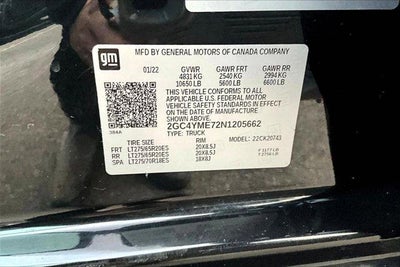 gm
MFD BY GENERAL MOTORS OF CANADA COMPANY
01/22 GVWR GAWR FRT GAWR RR
4831 KG 2540 KG 2994 KG
10650 LB 5600 LB 6600 LB
THIS VEHICLE CONFORMS TO ALL
APPLICABLE U.S. FEDERAL MOTOR
VEHICLE SAFETY STANDARDS IN EFFECT ON
THE DATE OF MANUFACTURE SHOWN ABOVE.
2GC4YME72N1205662
TYPE: TRUCK
384A
MODEL: 22CK20743
TIRE SIZE RIM
FRT LT275/65R20ES 20X8.5J
RR LT275/65R20ES 20X8.5J
SPA LT275/70R18ES 18X8J